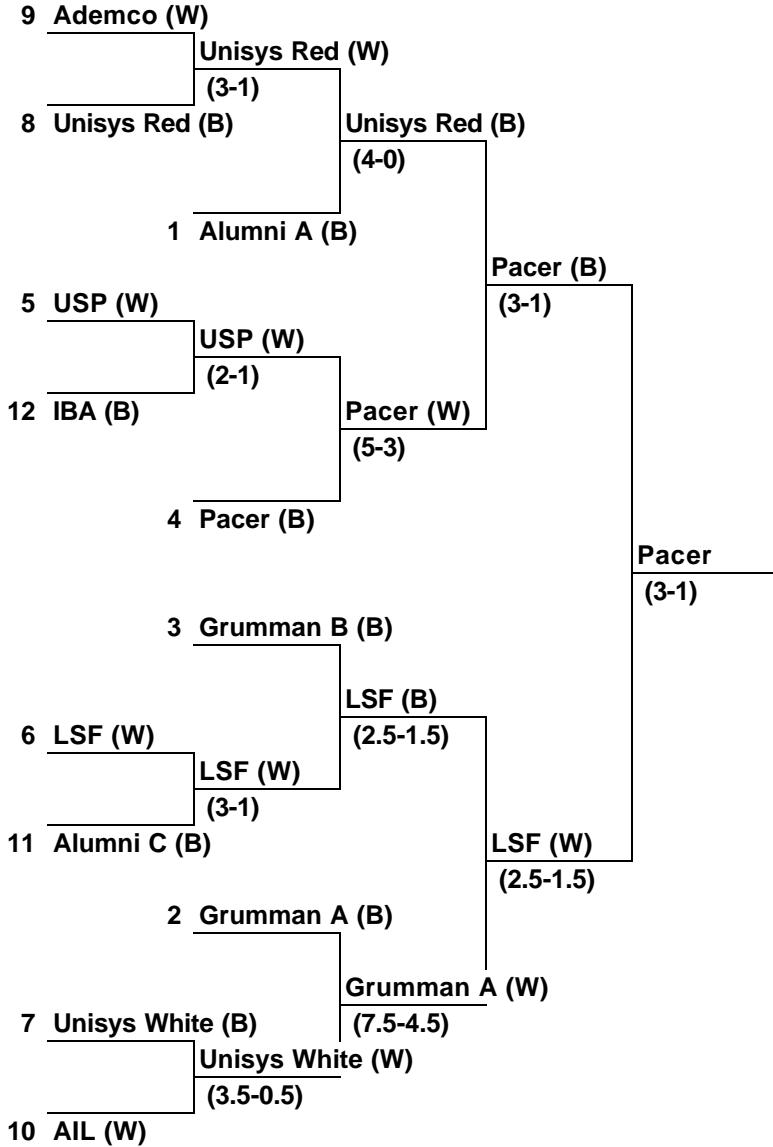 9 Ademco (W)
Unisys Red (W)
(3-1)
8 Unisys Red (B)
Unisys Red (B)
(4-0)
1 Alumni A (B)
Pacer (B)
5 USP (W)
(3-1)
USP (W)
(2-1)
12 IBA (B)
Pacer (W)
(5-3)
4 Pacer (B)
Pacer
(3-1)
3 Grumman B (B)
LSF (B)
6 LSF (W)
(2.5-1.5)
LSF (W)
(3-1)
11 Alumni C (B)
LSF (W)
(2.5-1.5)
2 Grumman A (B)
Grumman A (W)
7 Unisys White (B)
(7.5-4.5)
Unisys White (W)
(3.5-0.5)
10 AIL (W)